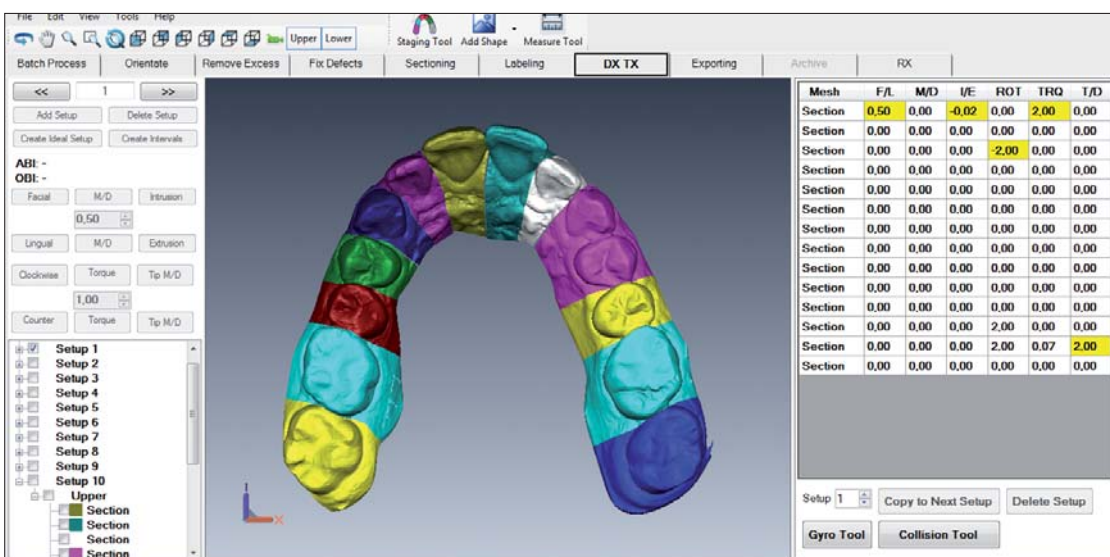 File Edit View Tools Help
Upper Lower Staging Tool Add Shape Measure Tool
Batch Process Orientate Remove Excess Fix Defects Sectioning Labeling DX TX Exporting Archive RX
<< 1 >>
Add Setup Delete Setup
Create Ideal Setup Create Intervals
ABI: -
OBI: -
Facial M/D Intrusion
0,50
Lingual M/D Extrusion
Clockwise Torque Tip M/D
1,00
Counter Torque Tip M/D
Setup 1
Setup 2
Setup 3
Setup 4
Setup 5
Setup 6
Setup 7
Setup 8
Setup 9
Setup 10
Upper
Section
Section
Section
Section
X
Mesh F/L M/D I/E ROT TRQ T/D
Section 0,50 0,00 -0,02 0,00 2,00 0,00
Section 0,00 0,00 0,00 0,00 0,00 0,00
Section 0,00 0,00 0,00 -2,00 0,00 0,00
Section 0,00 0,00 0,00 0,00 0,00 0,00
Section 0,00 0,00 0,00 0,00 0,00 0,00
Section 0,00 0,00 0,00 0,00 0,00 0,00
Section 0,00 0,00 0,00 0,00 0,00 0,00
Section 0,00 0,00 0,00 0,00 0,00 0,00
Section 0,00 0,00 0,00 0,00 0,00 0,00
Section 0,00 0,00 0,00 0,00 0,00 0,00
Section 0,00 0,00 0,00 0,00 0,00 0,00
Section 0,00 0,00 0,00 2,00 0,00 0,00
Section 0,00 0,00 0,00 2,00 0,07 2,00
Section 0,00 0,00 0,00 0,00 0,00 0,00
Setup 1 Copy to Next Setup Delete Setup
Gyro Tool Collision Tool